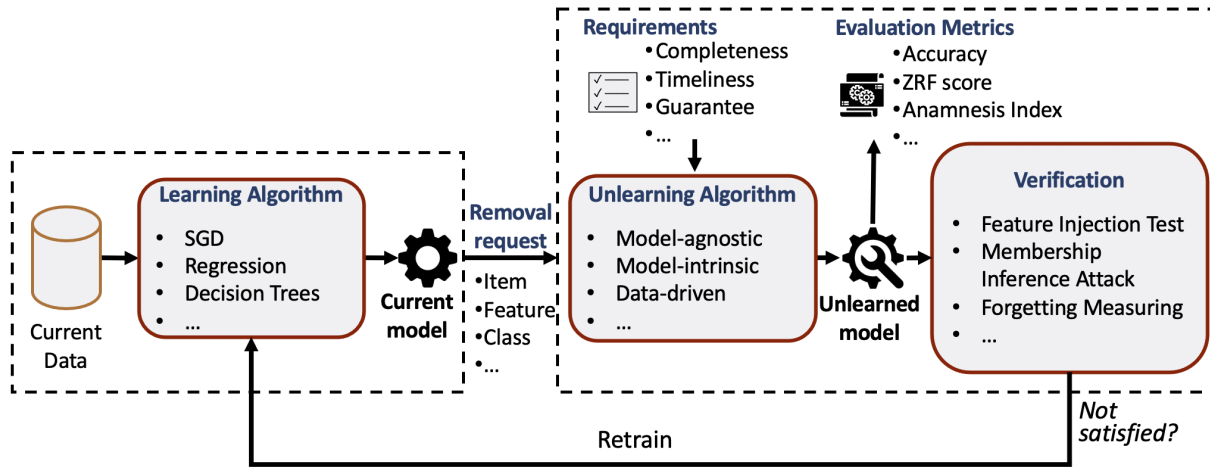 Requirements
•Completeness
•Timeliness
•Guarantee
•...
Evaluation Metrics
•Accuracy
•ZRF score
•Anamnesis Index
•...
Current
Data
Learning Algorithm
• SGD
• Regression
• Decision Trees
• ...
Current
model
Removal
request
•Item
•Feature
•Class
•...
Unlearning Algorithm
• Model-agnostic
• Model-intrinsic
• Data-driven
• ...
Unlearned
model
Verification
• Feature Injection Test
• Membership
Inference Attack
• Forgetting Measuring
• ...
Not
satisfied?
Retrain